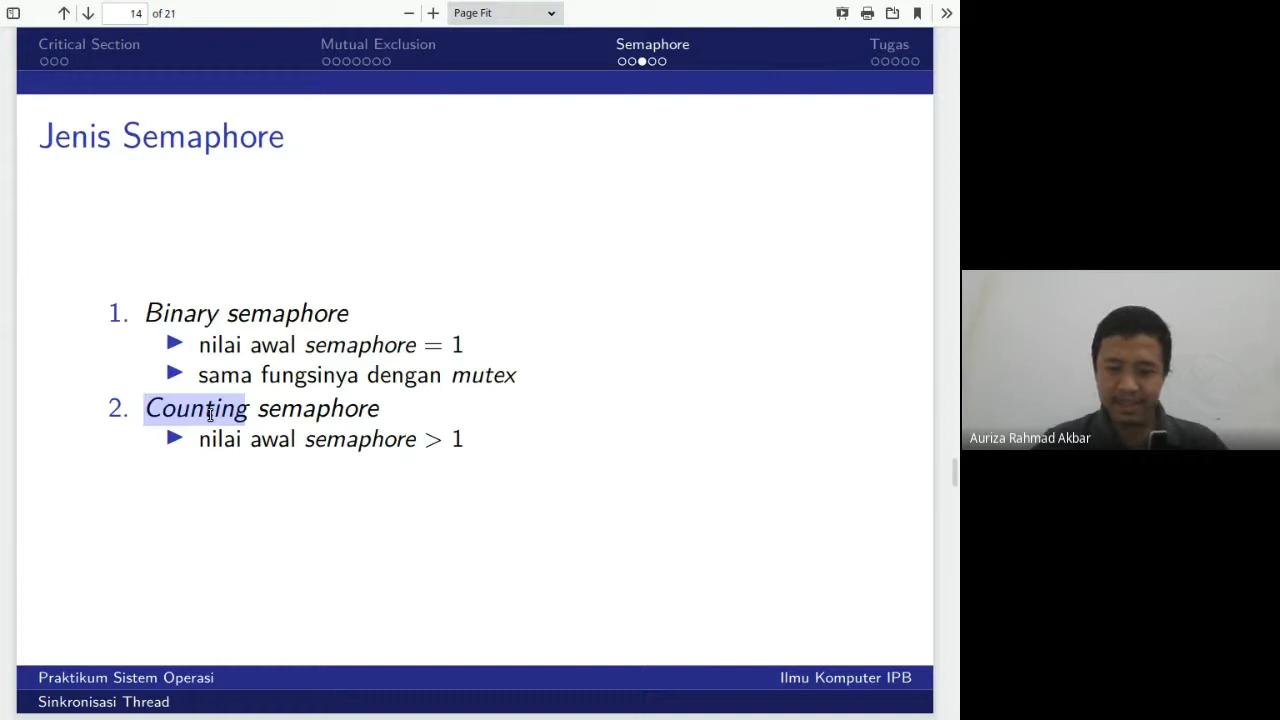 14 of 21 Page Fit
Critical Section Mutual Exclusion Semaphore Tugas
Jenis Semaphore
1. Binary semaphore
nilai awal semaphore = 1
sama fungsinya dengan mutex
2. Counting semaphore
nilai awal semaphore > 1
Auriza Rahmad Akbar
Praktikum Sistem Operasi Ilmu Komputer IPB
Sinkronisasi Thread